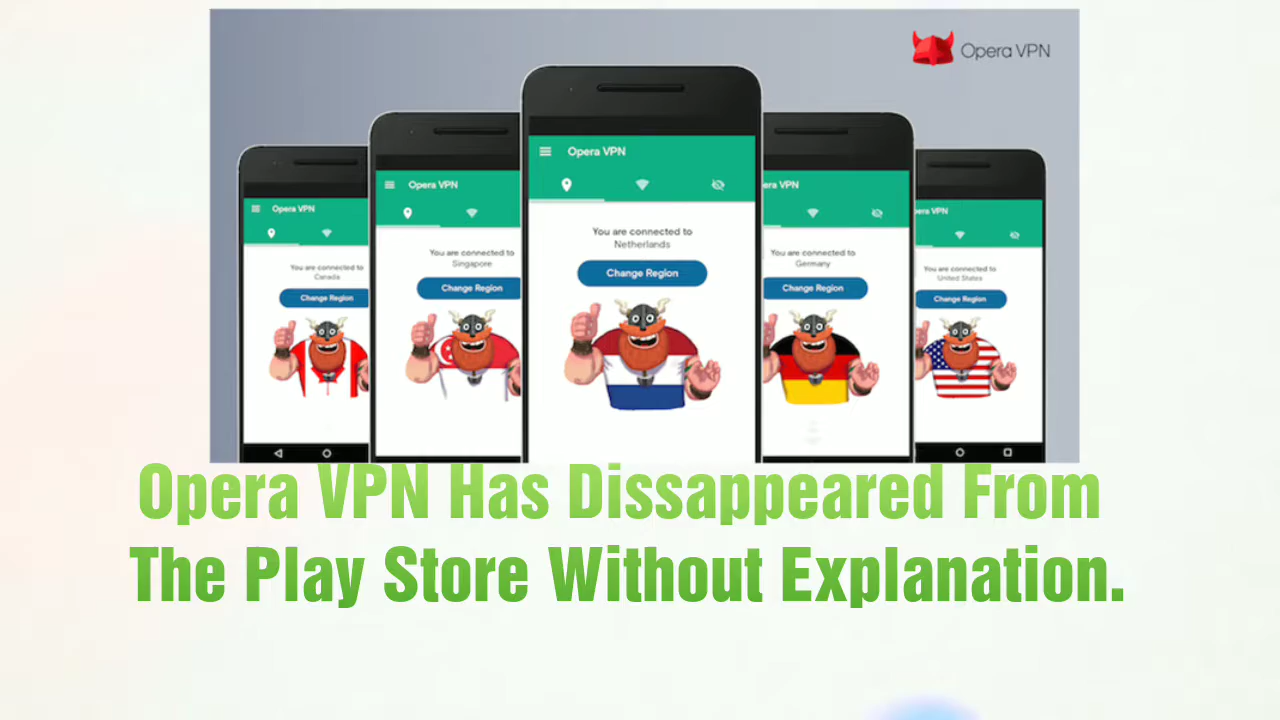 Opera VPN
Opera VPN
You are connected to
Netherlands
Change Region
Opera VPN
You are connected to
Singapore
Change Region
era VPN
You are connected to
Germany
Change Region
Opera VPN
You are connected to
Canada
Change Region
pera VPN
You are connected to
United States
Change Region
Opera VPN Has Dissappeared From
The Play Store Without Explanation.